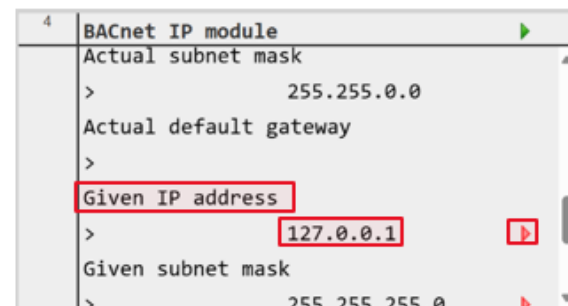 4
BACnet IP module
Actual subnet mask
> 255.255.0.0
Actual default gateway
>
Given IP address
> 127.0.0.1
Given subnet mask
> 255.255.255.0